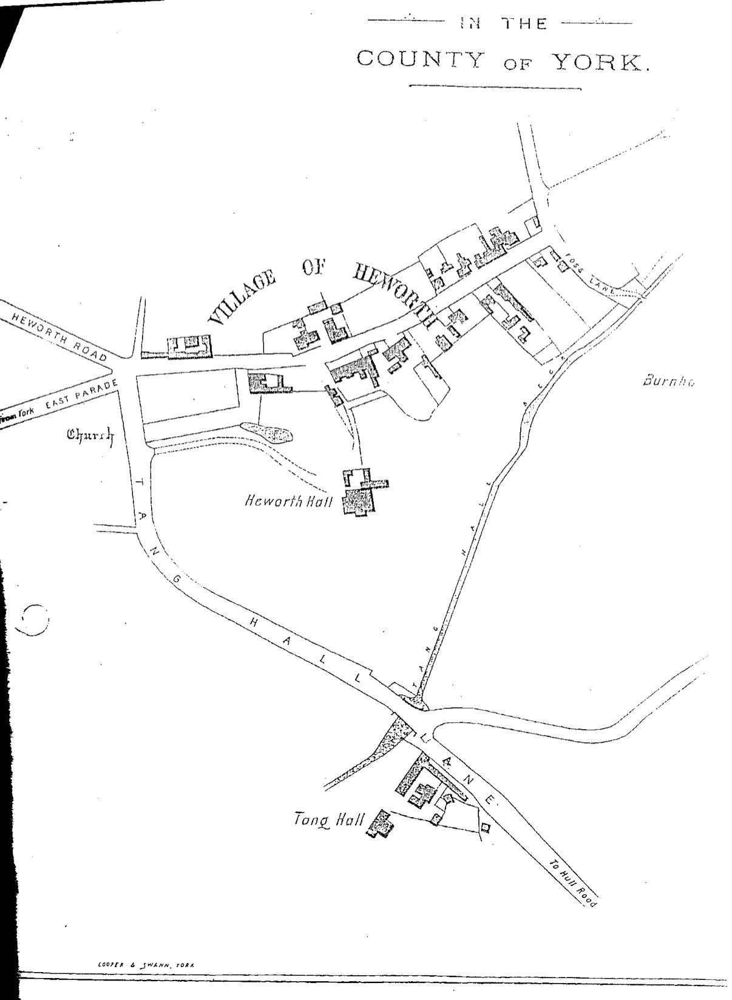 IN THE
COUNTY OF YORK.
VILLAGE OF HEWORTH
FOSS LANE
HEWORTH ROAD
EAST PARADE
From York
Church
Burnho
TANG HALL BECK
Heworth Hall
TANG HALL LANE
Tang Hall
To Hull Road
COOPER & SWANN, YORK